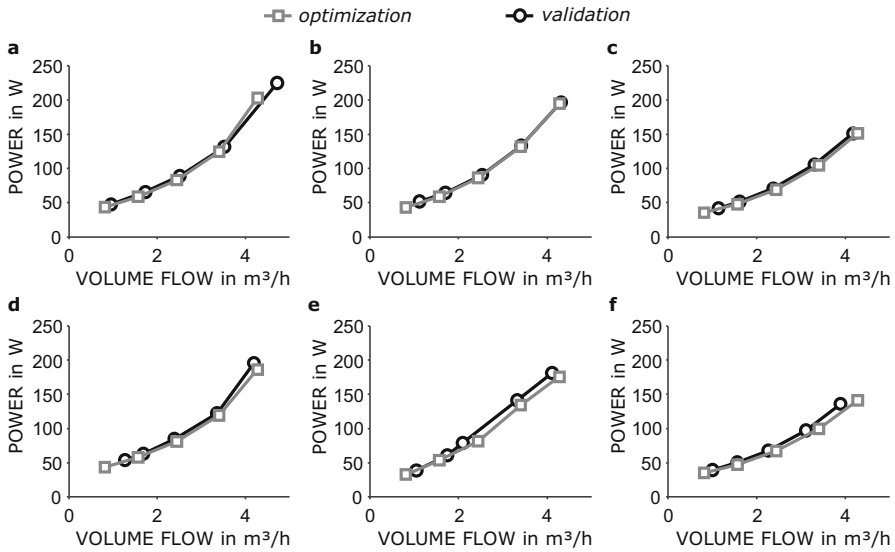 optimization validation
a b c
250 250 250
200 200 200
150 150 150
100 100 100
50 50 50
0 0 0
POWER in W POWER in W POWER in W
0 2 4 0 2 4 0 2 4
VOLUME FLOW in m³/h VOLUME FLOW in m³/h VOLUME FLOW in m³/h
d e f
250 250 250
200 200 200
150 150 150
100 100 100
50 50 50
0 0 0
POWER in W POWER in W POWER in W
0 2 4 0 2 4 0 2 4
VOLUME FLOW in m³/h VOLUME FLOW in m³/h VOLUME FLOW in m³/h